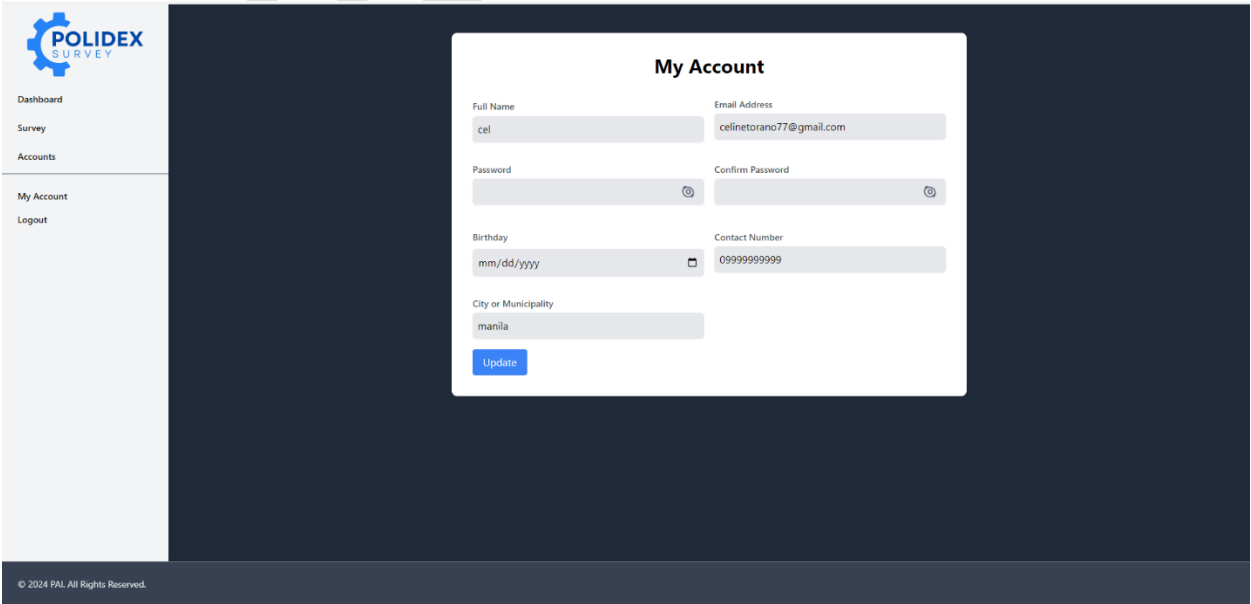 POLIDEX
SURVEY
Dashboard
Survey
Accounts
My Account
Logout
My Account
Full Name
Email Address
cel
celinetorano77@gmail.com
Password
Confirm Password
Birthday
Contact Number
mm/dd/yyyy
09999999999
City or Municipality
manila
Update
© 2024 PAI. All Rights Reserved.